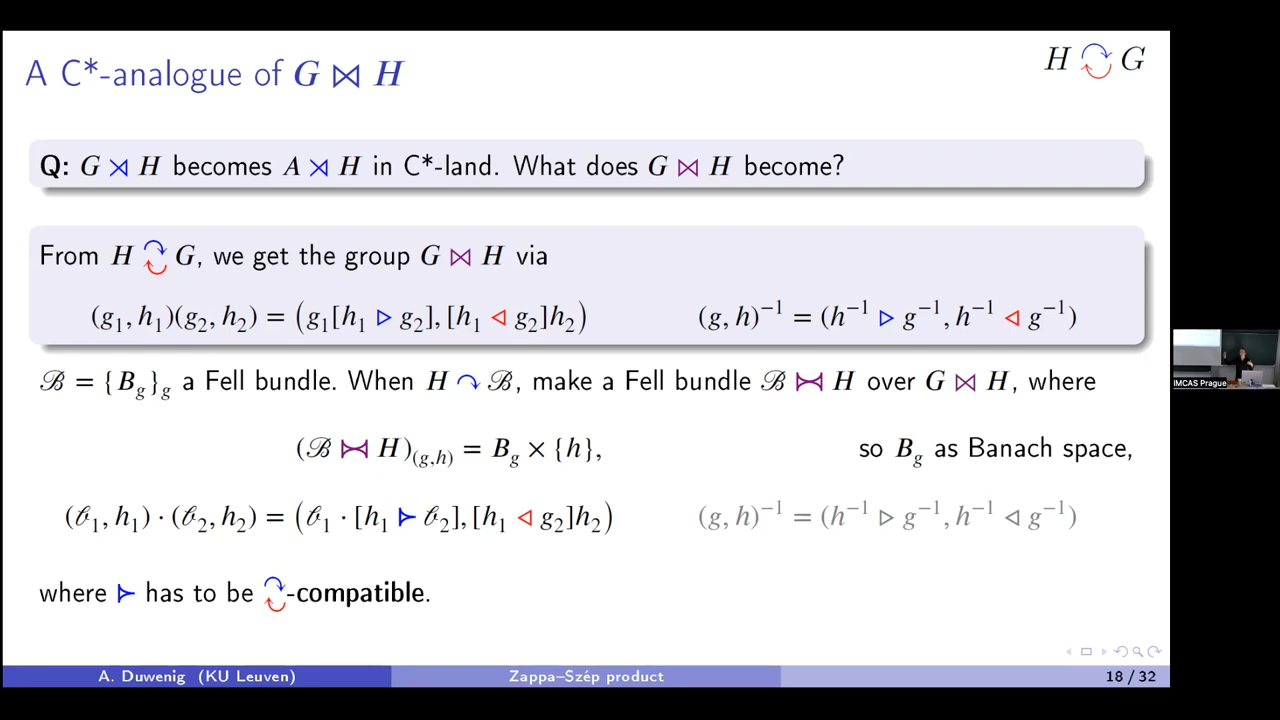 A C*-analogue of G ⋈ H
H ↷ G
Q: G ⋊ H becomes A ⋊ H in C*-land. What does G ⋈ H become?
From H ↷ G, we get the group G ⋈ H via
(g₁, h₁)(g₂, h₂) = (g₁[h₁ ▷ g₂], [h₁ ◁ g₂]h₂) (g, h)⁻¹ = (h⁻¹ ▷ g⁻¹, h⁻¹ ◁ g⁻¹)
ℬ = {B_g}_g a Fell bundle. When H ↷ ℬ, make a Fell bundle ℬ ⋈ H over G ⋈ H, where
(ℬ ⋈ H)_(g,h) = B_g × {h}, so B_g as Banach space,
(𝒷₁, h₁) · (𝒷₂, h₂) = (𝒷₁ · [h₁ ⊱ 𝒷₂], [h₁ ◁ g₂]h₂) (g, h)⁻¹ = (h⁻¹ ▷ g⁻¹, h⁻¹ ◁ g⁻¹)
where ⊱ has to be ↷-compatible.
IMCAS Prague
A. Duwenig (KU Leuven) Zappa–Szép product 18 / 32